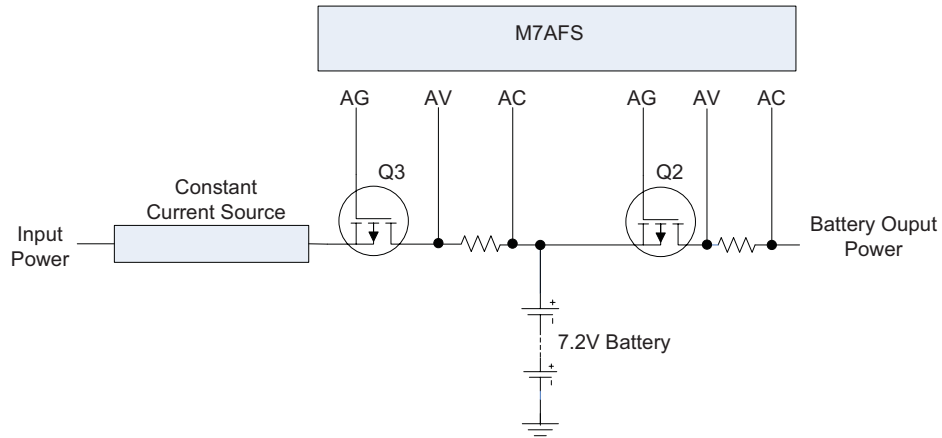 M7AFS
AG AV AC AG AV AC
Q3 Q2
Constant
Current Source
Input
Power
Battery Ouput
Power
+
−
7.2V Battery
+
−